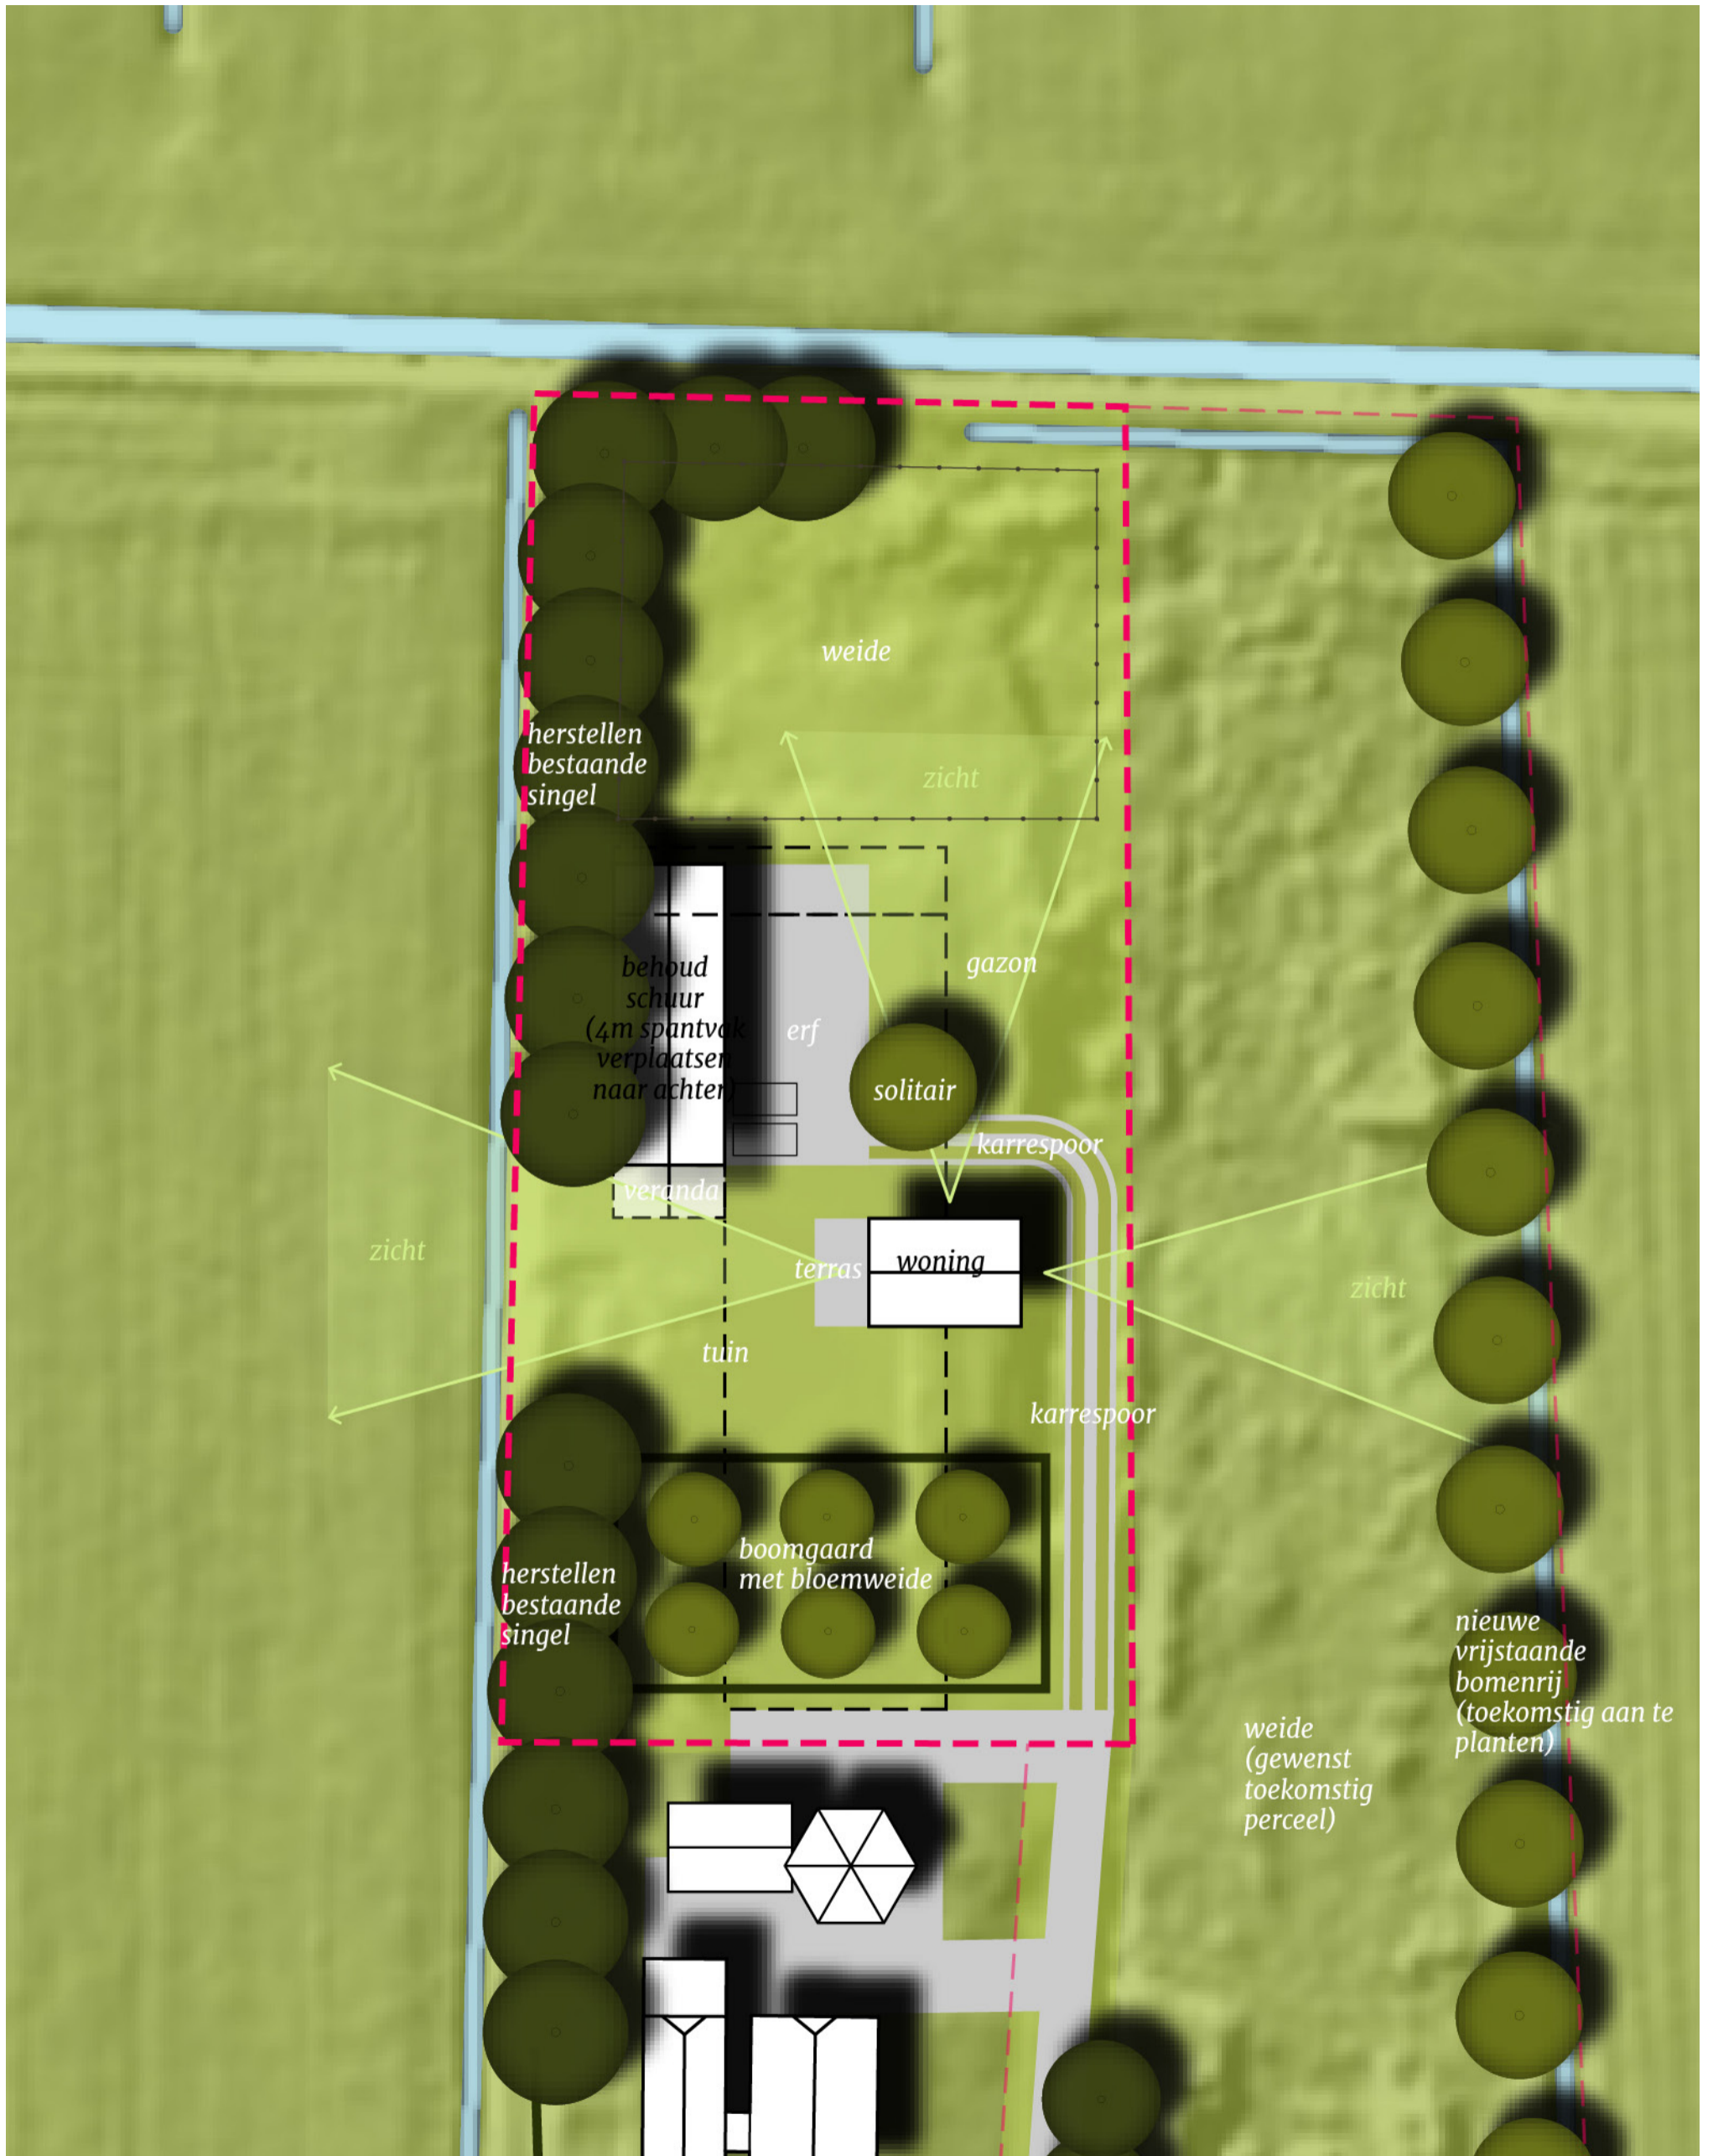 weide
herstellen
bestaande
singel
zicht
behoud
schuur
(4m spantvak
verplaatsen
naar achter)
gazon
erf
solitair
karrespoor
veranda
zicht
terras
woning
zicht
tuin
karrespoor
boomgaard
met bloemweide
herstellen
bestaande
singel
nieuwe
vrijstaande
bomenrij
(toekomstig aan te
planten)
weide
(gewenst
toekomstig
perceel)